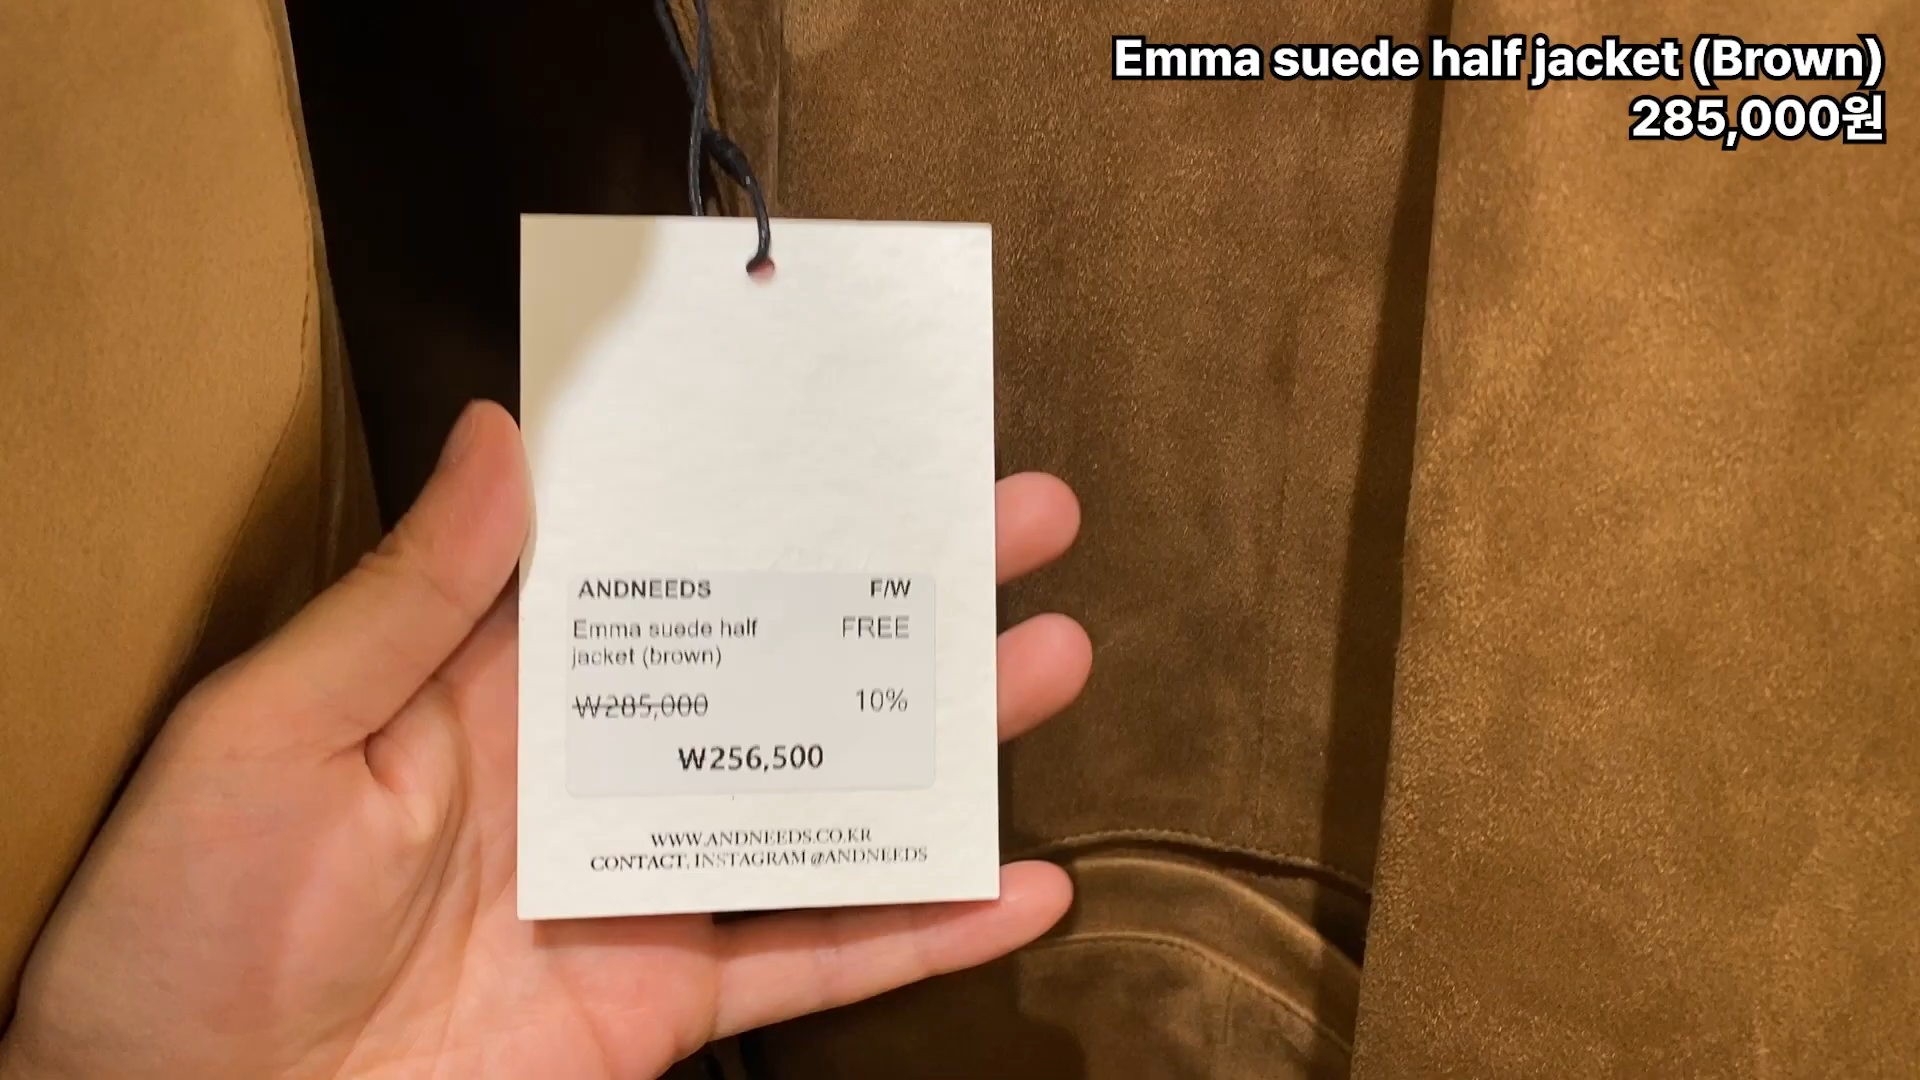 Emma suede half jacket (Brown)
285,000원
ANDNEEDS F/W
Emma suede half FREE
jacket (brown)
₩285,000 10%
₩256,500
WWW.ANDNEEDS.CO.KR
CONTACT. INSTAGRAM @ANDNEEDS